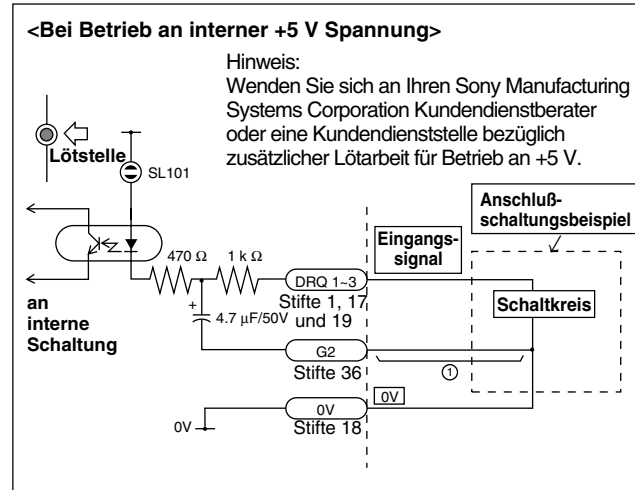 <Bei Betrieb an interner +5 V Spannung>
Hinweis:
Wenden Sie sich an Ihren Sony Manufacturing
Systems Corporation Kundendienstberater
oder eine Kundendienststelle bezüglich
zusätzlicher Lötarbeit für Betrieb an +5 V.
Lötstelle
SL101
Anschluß-
schaltungsbeispiel
Eingangs-
signal
470 Ω
1 kΩ
DRQ 1~3
Stifte 1, 17
und 19
Schaltkreis
an
interne
Schaltung
+
4.7 µF/50V
G2
Stifte 36
①
0V
0V
0V
Stifte 18